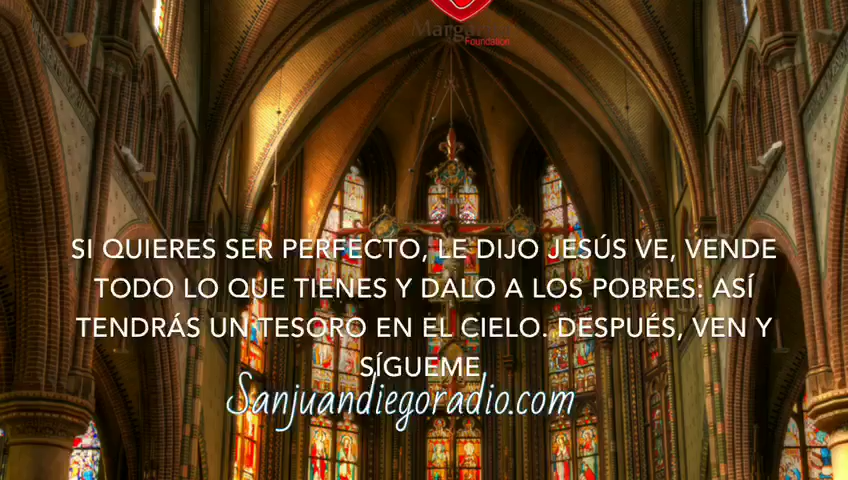 Foundation
SI QUIERES SER PERFECTO, LE DIJO JESÚS VE, VENDE
TODO LO QUE TIENES Y DALO A LOS POBRES: ASÍ
TENDRÁS UN TESORO EN EL CIELO. DESPUÉS, VEN Y
SÍGUEME
Sanjuandiegoradio.com